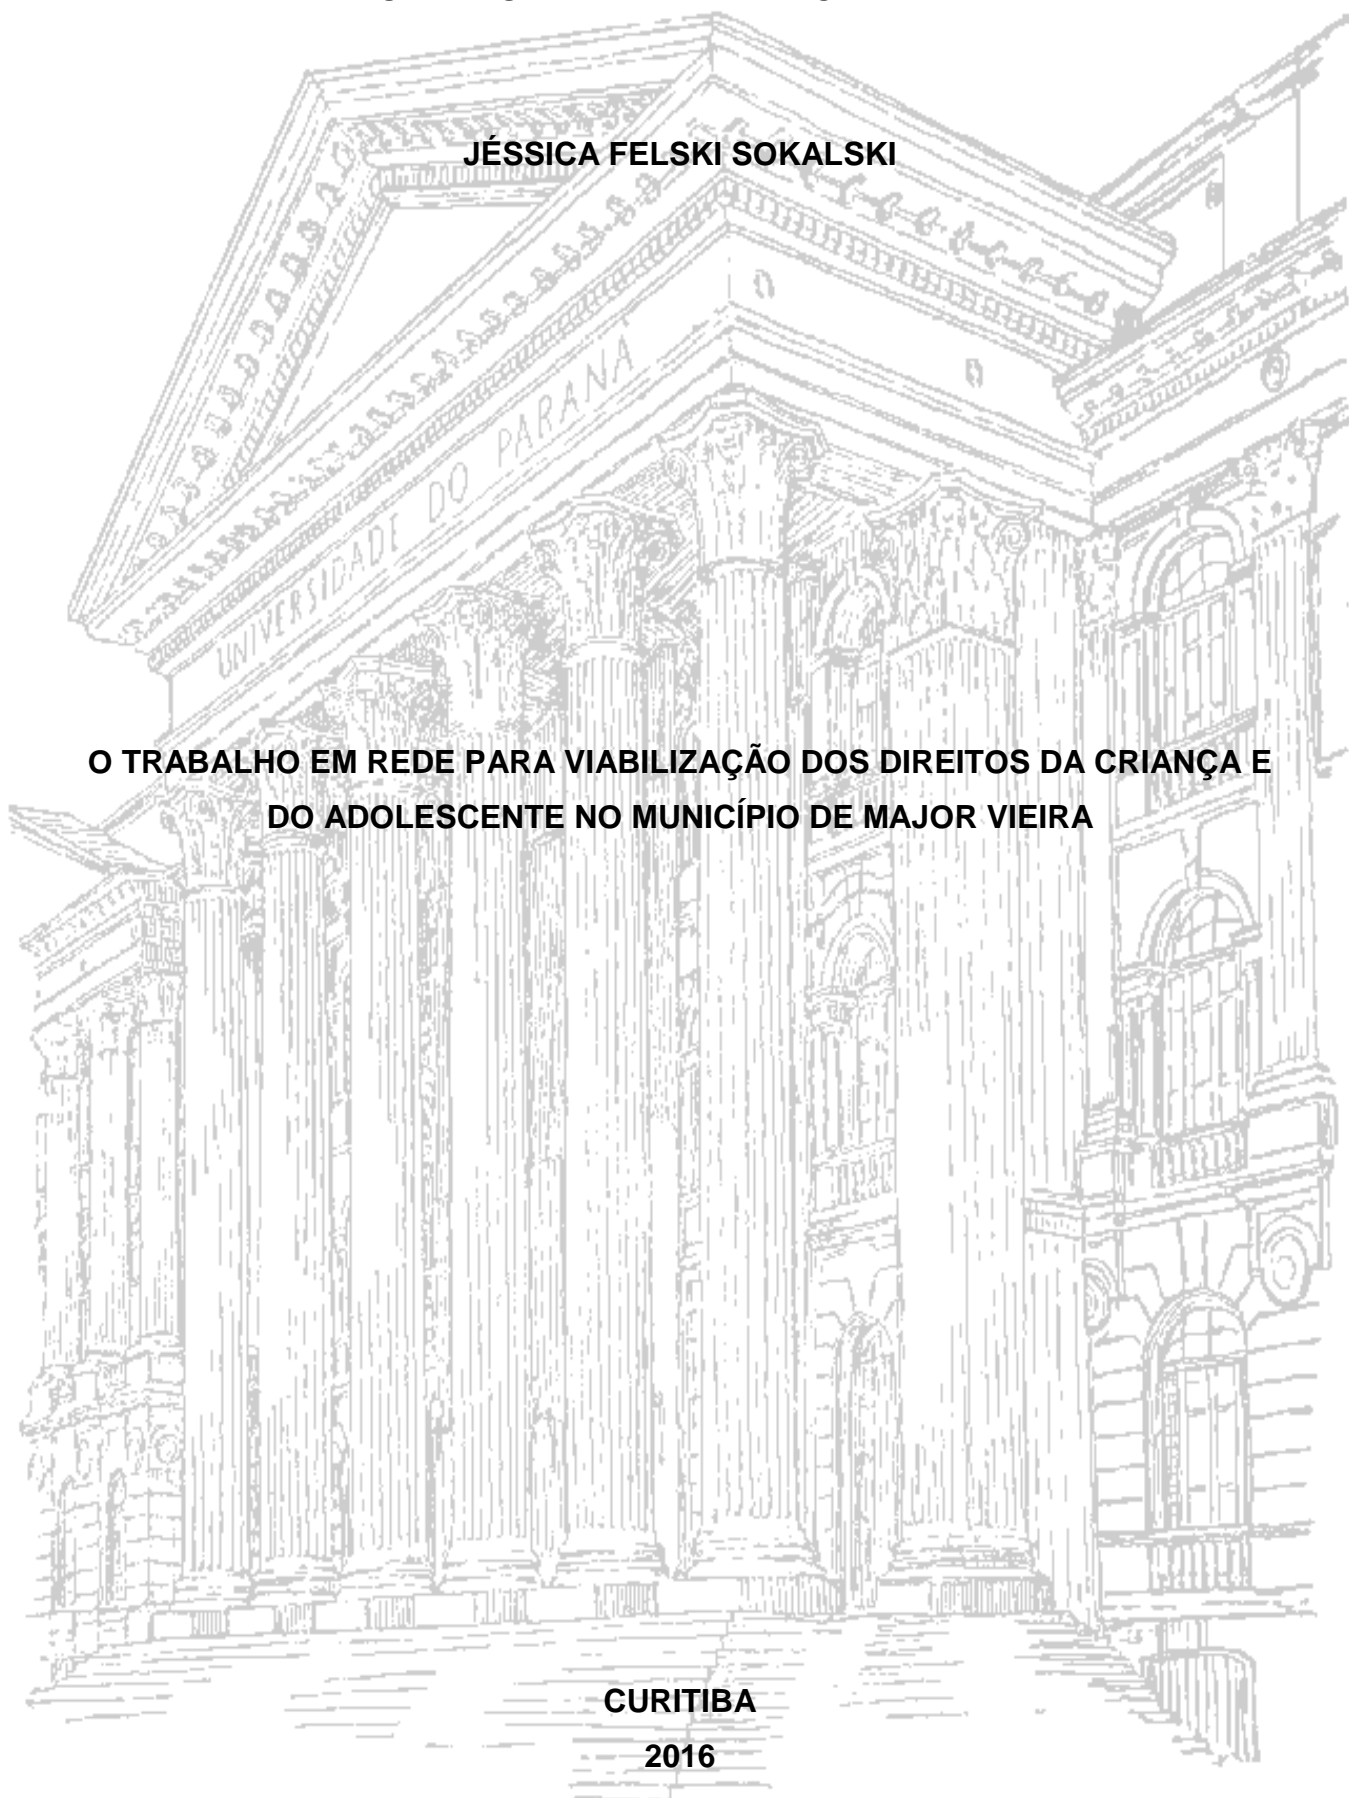 JÉSSICA FELSKI SOKALSKI
UNIVERSIDADE DO PARANÁ
O TRABALHO EM REDE PARA VIABILIZAÇÃO DOS DIREITOS DA CRIANÇA E
DO ADOLESCENTE NO MUNICÍPIO DE MAJOR VIEIRA
CURITIBA
2016